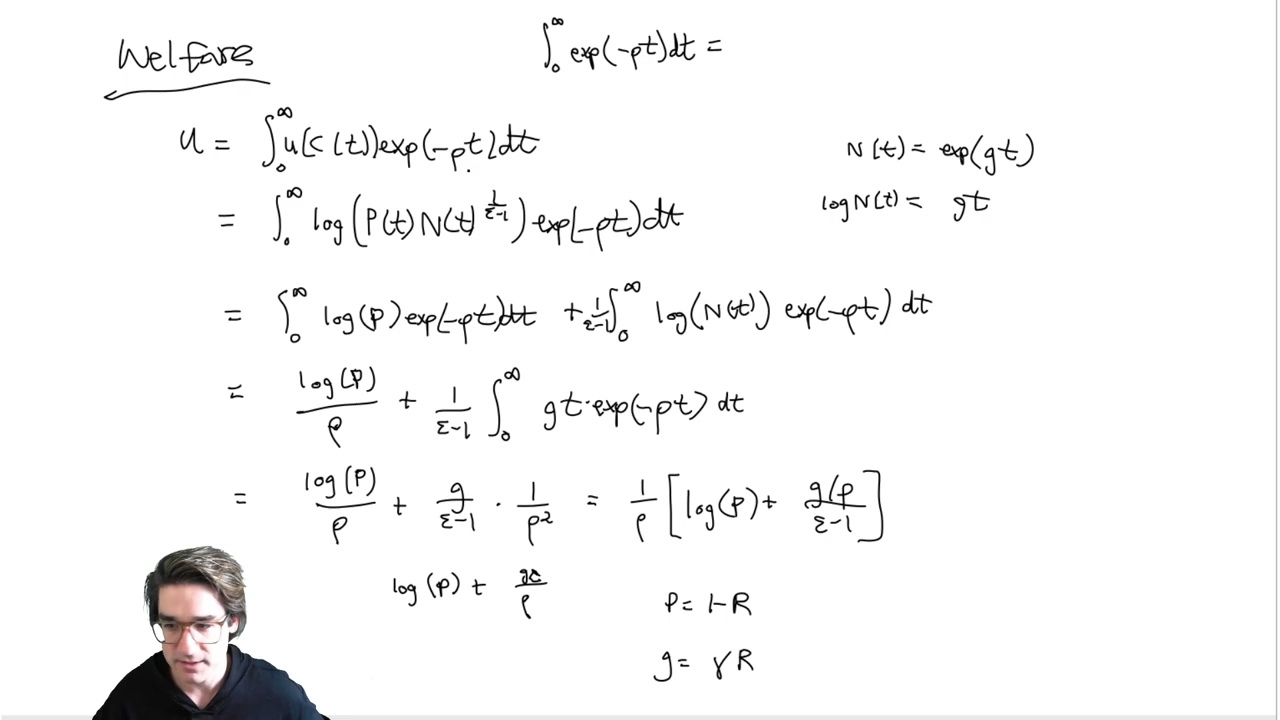 Welfare
∫₀^∞ exp(-ρt)dt =
U = ∫₀^∞ u(C(t))exp(-ρt)dt
N(t) = exp(gt)
= ∫₀^∞ log(P(t)N(t)^{1/(ε-1)}) exp(-ρt)dt
log N(t) = gt
= ∫₀^∞ log(P)exp(-ρt)dt + 1/(ε-1) ∫₀^∞ log(N(t)) exp(-ρt) dt
= log(P)/ρ + 1/(ε-1) ∫₀^∞ gt·exp(-ρt) dt
= log(P)/ρ + g/(ε-1) · 1/ρ² = 1/ρ [log(P) + (g/ρ)/(ε-1)]
log(P) + gc/ρ
P = 1-R
g = γR